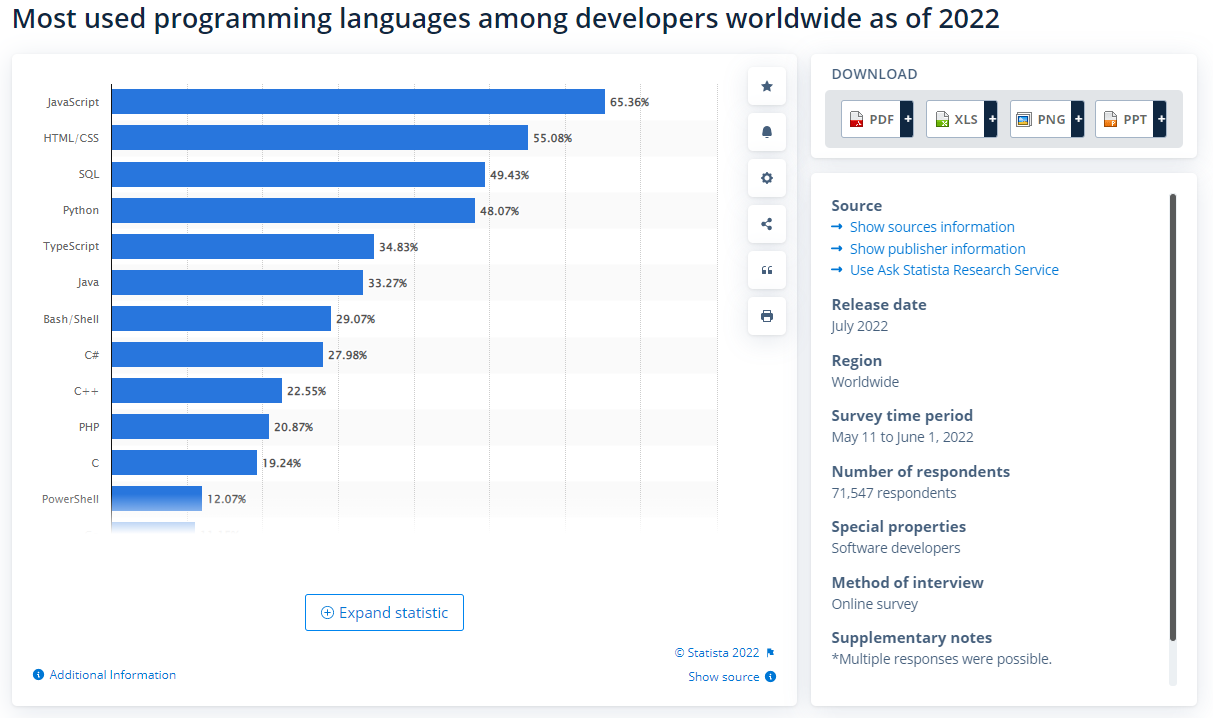 Most used programming languages among developers worldwide as of 2022
JavaScript 65.36%
HTML/CSS 55.08%
SQL 49.43%
Python 48.07%
TypeScript 34.83%
Java 33.27%
Bash/Shell 29.07%
C# 27.98%
C++ 22.55%
PHP 20.87%
C 19.24%
PowerShell 12.07%
Expand statistic
© Statista 2022
Additional Information
Show source
DOWNLOAD
PDF + XLS + PNG + PPT +
Source
→ Show sources information
→ Show publisher information
→ Use Ask Statista Research Service
Release date
July 2022
Region
Worldwide
Survey time period
May 11 to June 1, 2022
Number of respondents
71,547 respondents
Special properties
Software developers
Method of interview
Online survey
Supplementary notes
*Multiple responses were possible.